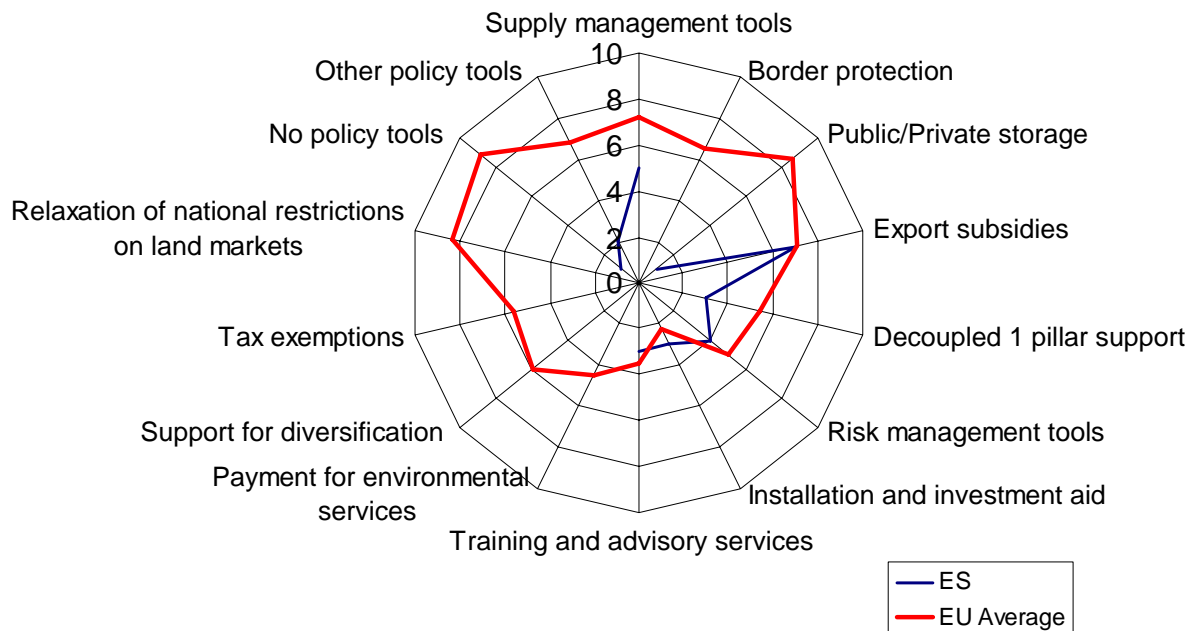 Supply management tools
10
Other policy tools
Border protection
8
No policy tools
Public/Private storage
6
4
Relaxation of national restrictions
on land markets
Export subsidies
2
0
Tax exemptions
Decoupled 1 pillar support
Support for diversification
Risk management tools
Payment for environmental
services
Installation and investment aid
Training and advisory services
ES
EU Average